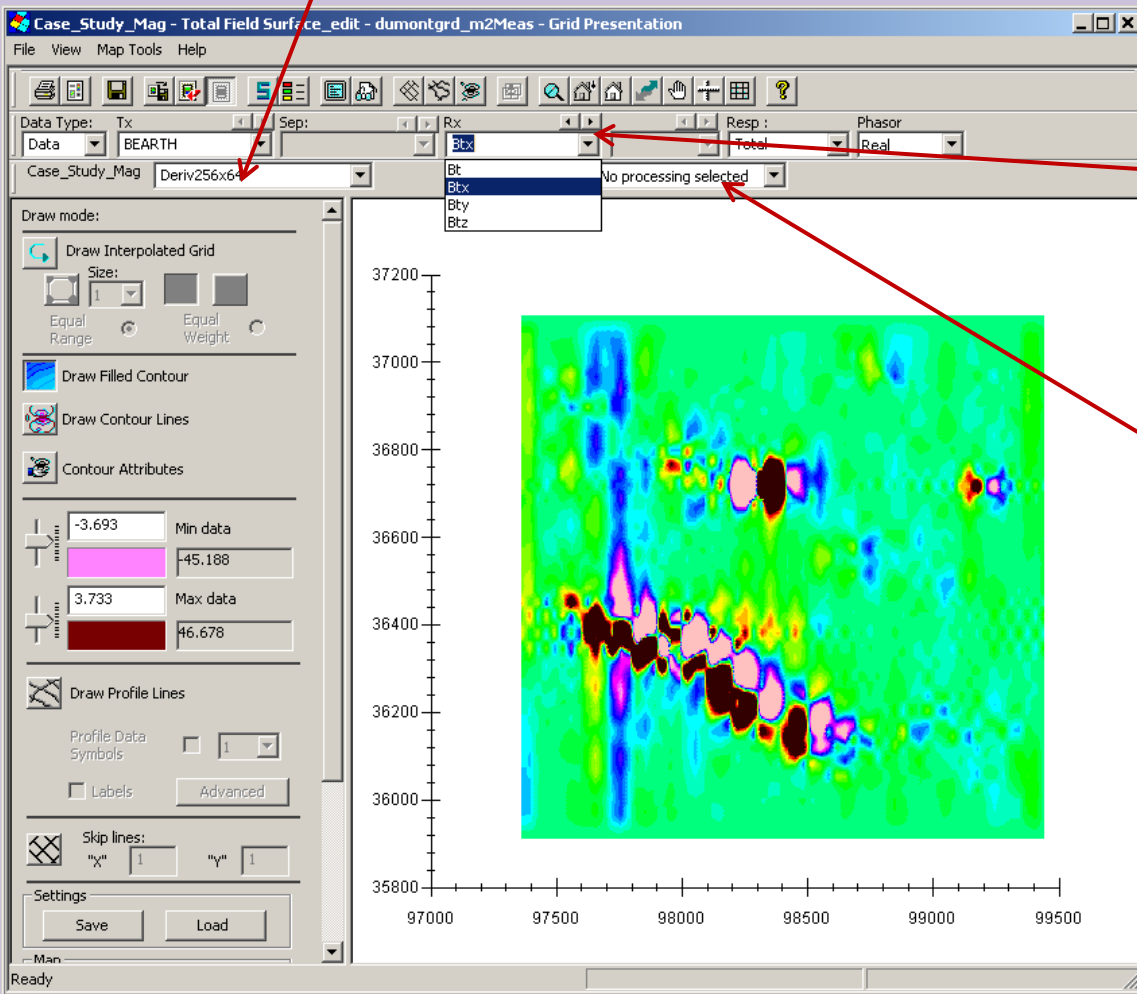 Case_Study_Mag - Total Field Surface_edit - dumontgrd_m2Meas - Grid Presentation
File View Map Tools Help
Data Type: Tx Sep: Rx Resp : Phasor
Data BEARTH Btx Total Real
Case_Study_Mag Deriv256x64 No processing selected
Bt
Btx
Bty
Btz
Draw mode:
Draw Interpolated Grid
Size:
1
Equal Range
Equal Weight
Draw Filled Contour
Draw Contour Lines
Contour Attributes
-3.693 Min data
-45.188
3.733 Max data
46.678
Draw Profile Lines
Profile Data Symbols 1
Labels Advanced
Skip lines:
"X" 1 "Y" 1
Settings
Save Load
Map
Ready
37200
37000
36800
36600
36400
36200
36000
35800
97000 97500 98000 98500 99000 99500